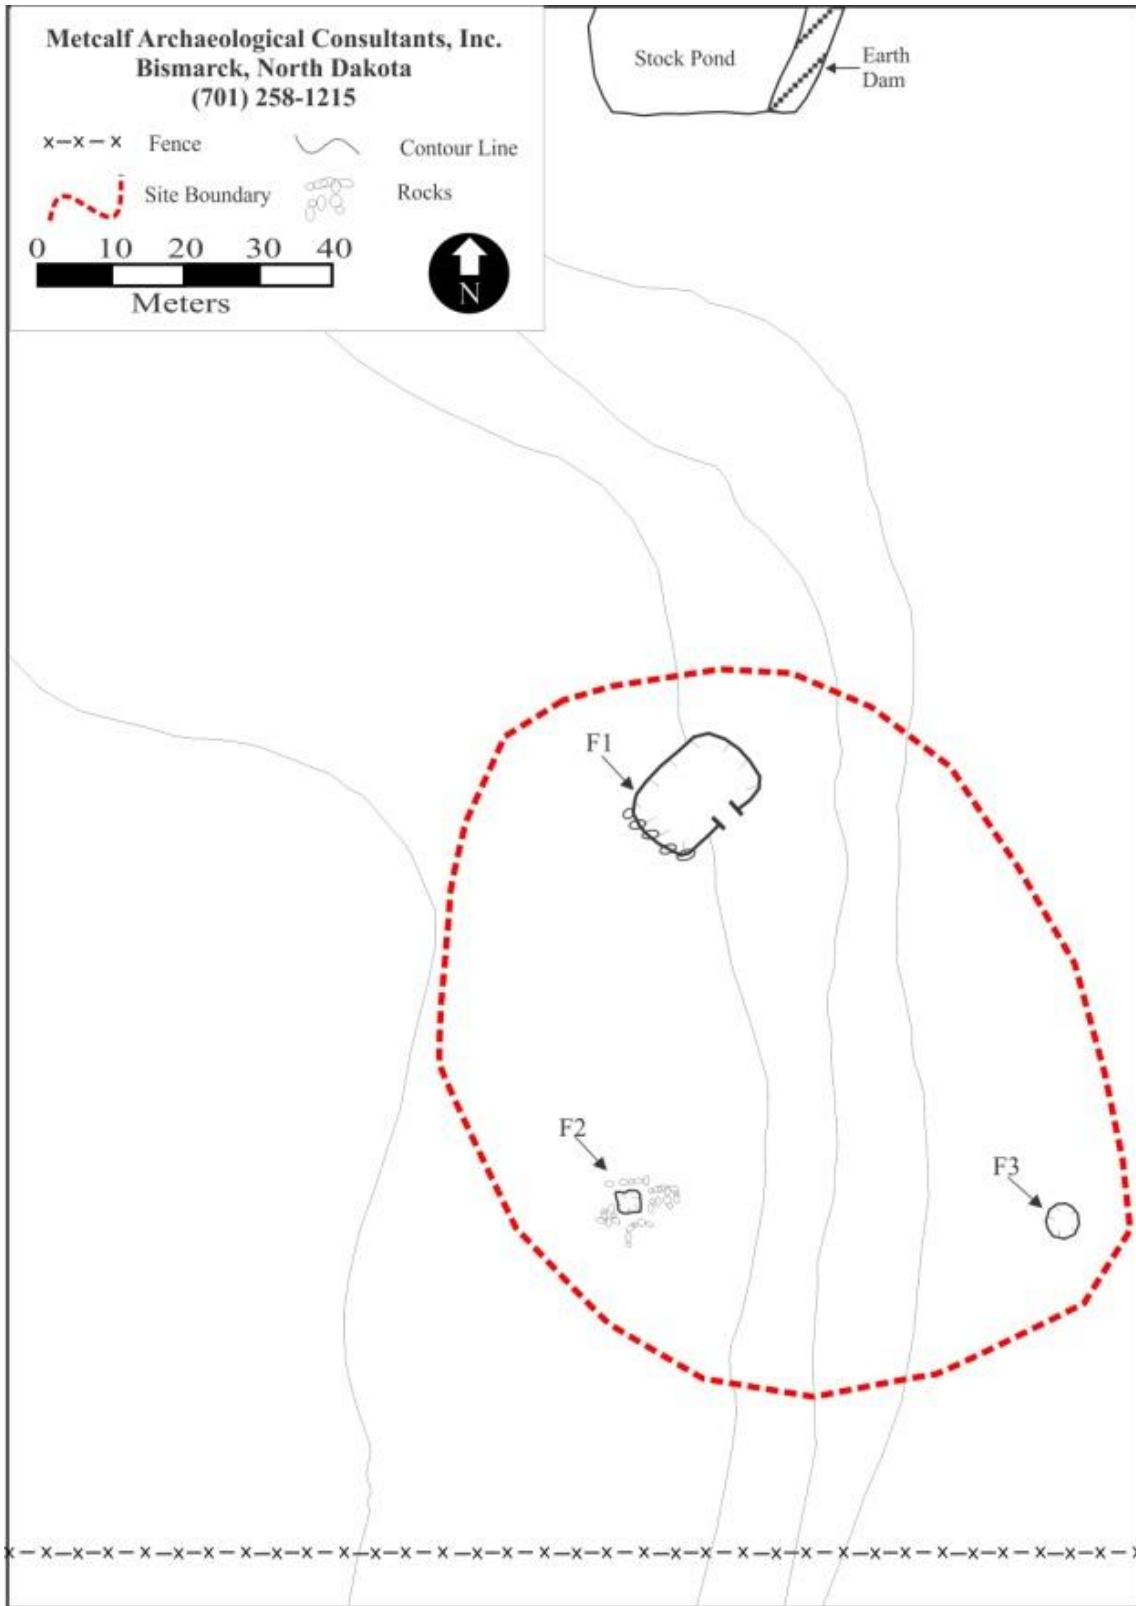 Metcalf Archaeological Consultants, Inc.
Bismarck, North Dakota
(701) 258-1215
x-x-x Fence
Contour Line
Site Boundary
Rocks
0 10 20 30 40
Meters
N
Stock Pond
Earth
Dam
F1
F2
F3